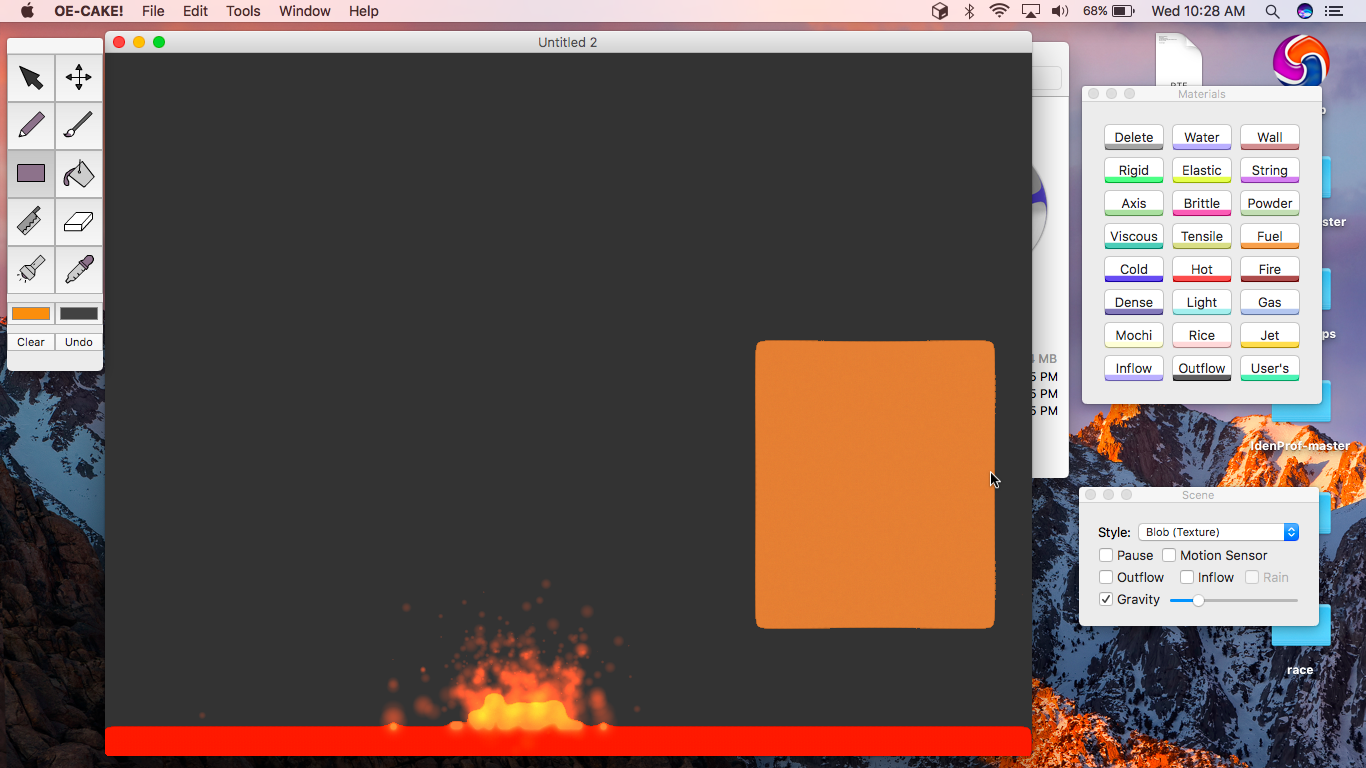 OE-CAKE! File Edit Tools Window Help 68% Wed 10:28 AM
Untitled 2
Clear Undo
MB
5 PM
5 PM
5 PM
Materials
Delete Water Wall
Rigid Elastic String
Axis Brittle Powder
Viscous Tensile Fuel
Cold Hot Fire
Dense Light Gas
Mochi Rice Jet
Inflow Outflow User's
Scene
Style: Blob (Texture)
Pause Motion Sensor
Outflow Inflow Rain
Gravity
ster
ps
IdenProf-master
race